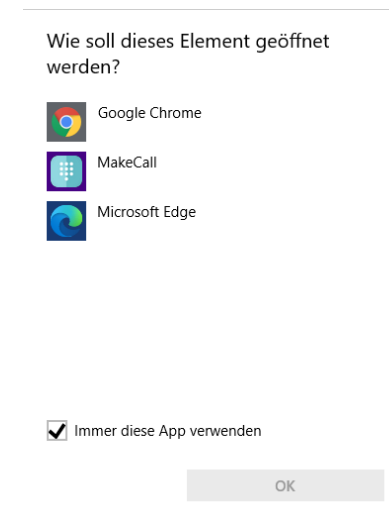 Wie soll dieses Element geöffnet
werden?
Google Chrome
MakeCall
Microsoft Edge
Immer diese App verwenden
OK